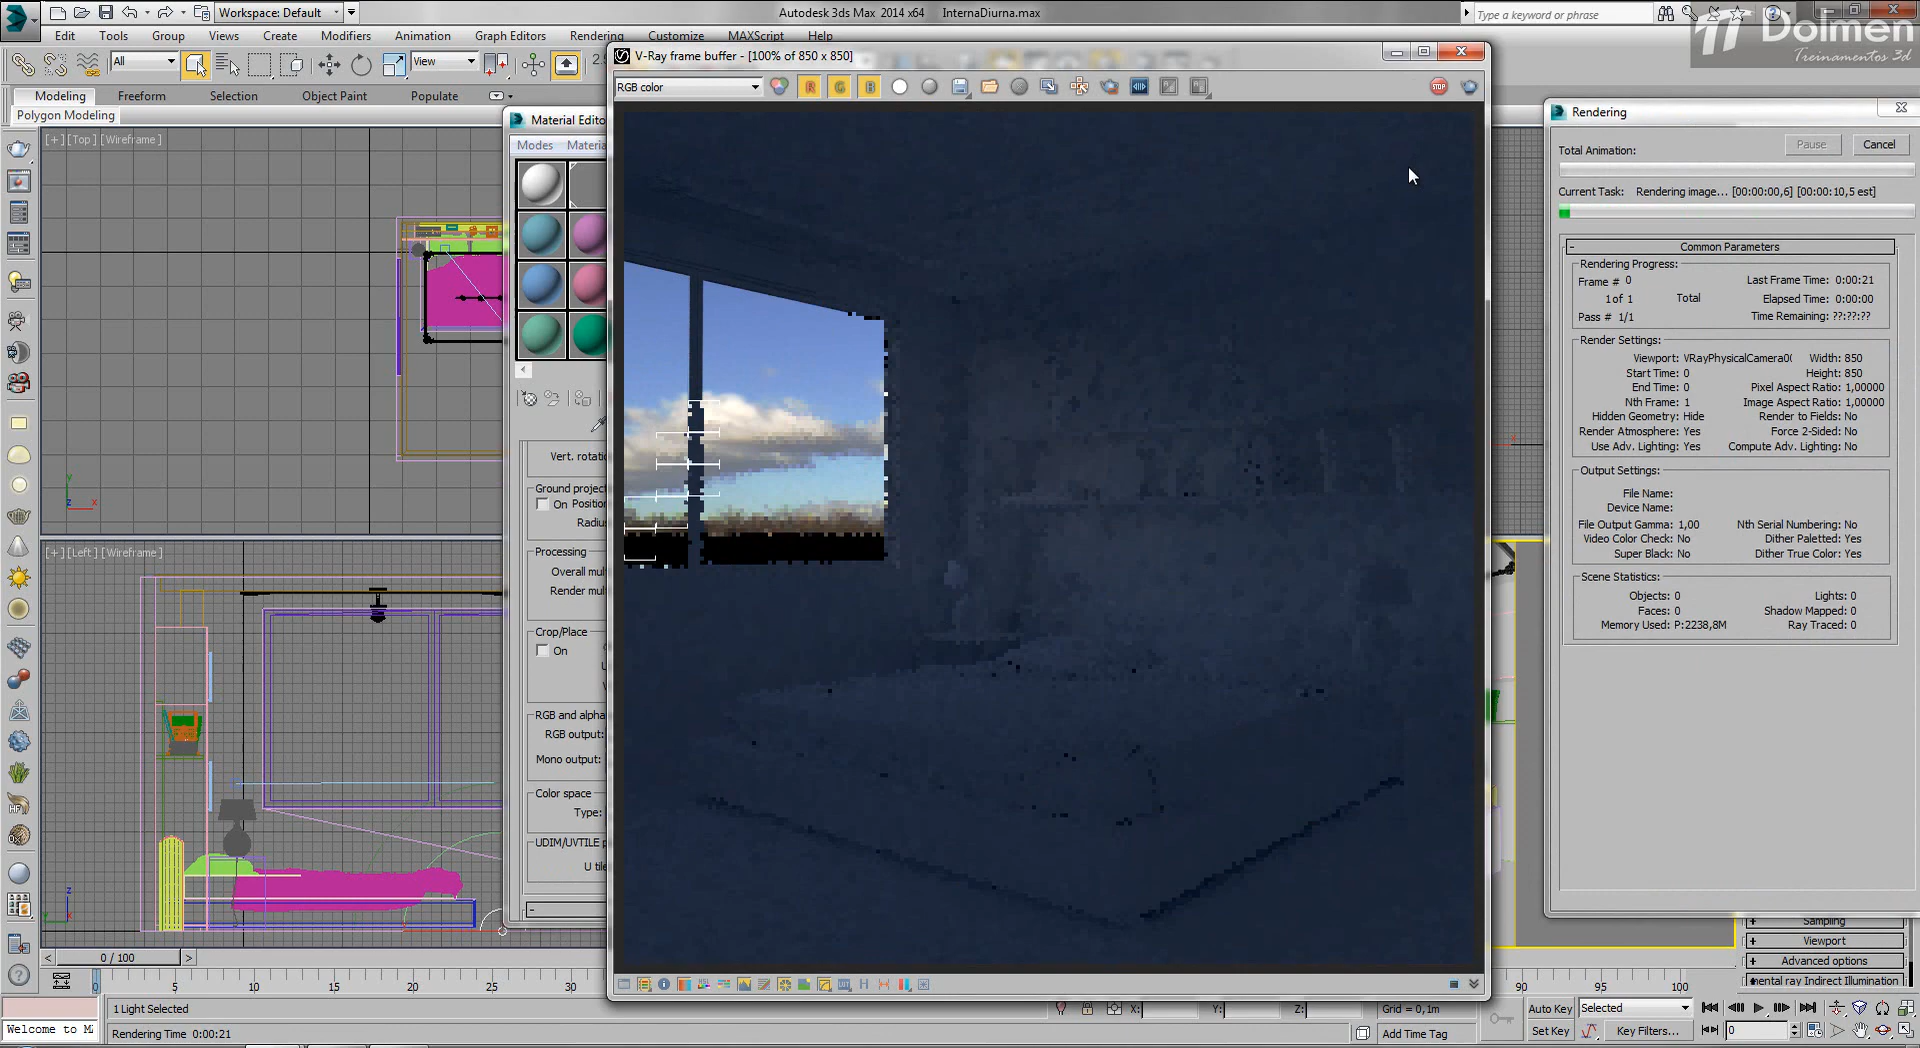 Workspace: Default
Autodesk 3ds Max 2014 x64 InternaDiurna.max
Type a keyword or phrase
Dolmen
Treinamentos 3d
Edit Tools Group Views Create Modifiers Animation Graph Editors Rendering Customize MAXScript Help
All
View
Modeling Freeform Selection Object Paint Populate
Polygon Modeling
[+][Top][Wireframe]
[+][Left][Wireframe]
Modes
Vert. rotatio
Ground project
On Position
Radiu
Processing
Overall mul
Render mul
Crop/Place
On
RGB and alpha
RGB output:
Mono output:
Color space
Type:
UDIM/UVTILE p
U tile
V-Ray frame buffer - [100% of 850 x 850]
RGB color
STOP
Rendering
Total Animation:
Pause Cancel
Current Task: Rendering image... [00:00:00,6] [00:00:10,5 est]
Common Parameters
Rendering Progress:
Frame # 0 Last Frame Time: 0:00:21
1 of 1 Total Elapsed Time: 0:00:00
Pass # 1/1 Time Remaining: ??:??:??
Render Settings:
Viewport: VRayPhysicalCamera0( Width: 850
Start Time: 0 Height: 850
End Time: 0 Pixel Aspect Ratio: 1,00000
Nth Frame: 1 Image Aspect Ratio: 1,00000
Hidden Geometry: Hide Render to Fields: No
Render Atmosphere: Yes Force 2-Sided: No
Use Adv. Lighting: Yes Compute Adv. Lighting: No
Output Settings:
File Name:
Device Name:
File Output Gamma: 1,00 Nth Serial Numbering: No
Video Color Check: No Dither Paletted: Yes
Super Black: No Dither True Color: Yes
Scene Statistics:
Objects: 0 Lights: 0
Faces: 0 Shadow Mapped: 0
Memory Used: P:2238,8M Ray Traced: 0
Sampling
Viewport
Advanced options
mental ray Indirect Illumination
0 / 100
0 5 10 15 20 25 30 90 95 100
1 Light Selected
X: Y: Z: Grid = 0,1m
Auto Key Selected
Welcome to MA
Rendering Time 0:00:21
Add Time Tag
Set Key Key Filters... 0